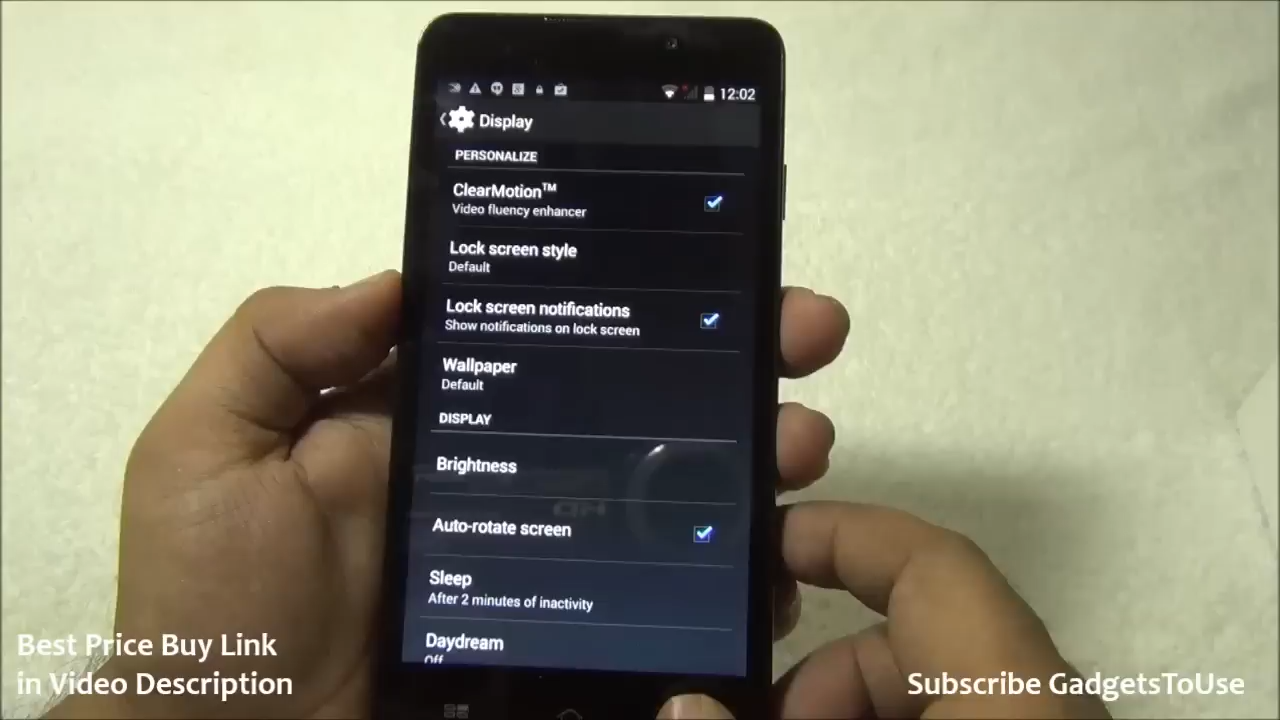 12:02
Display
PERSONALIZE
ClearMotion™
Video fluency enhancer
Lock screen style
Default
Lock screen notifications
Show notifications on lock screen
Wallpaper
Default
DISPLAY
Brightness
Auto-rotate screen
Sleep
After 2 minutes of inactivity
Daydream
Off
Best Price Buy Link
in Video Description
Subscribe GadgetsToUse